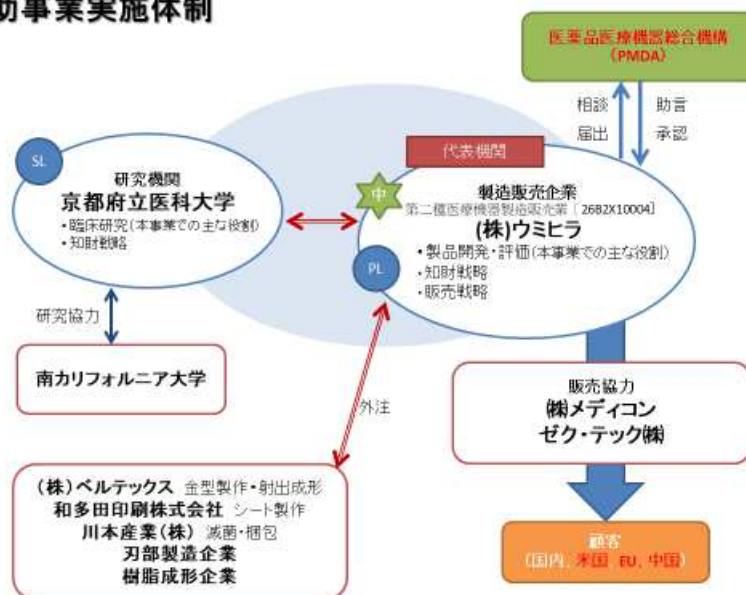 助事業実施体制
医薬品医療機器総合機構
(PMDA)
相談
届出
助言
承認
代表機関
SL
研究機関
京都府立医科大学
・臨床研究(本事業での主な役割)
・知財戦略
中
製造販売企業
第二種医療機器製造販売業 [26B2X10004]
(株)ウミヒラ
・製品開発・評価(本事業での主な役割)
・知財戦略
・販売戦略
PL
研究協力
南カリフォルニア大学
外注
販売協力
㈱メディコン
ゼク・テック㈱
(株)ベルテックス 金型製作・射出成形
和多田印刷株式会社 シート製作
川本産業(株) 滅菌・梱包
刃部製造企業
樹脂成形企業
顧客
(国内、米国、EU、中国)